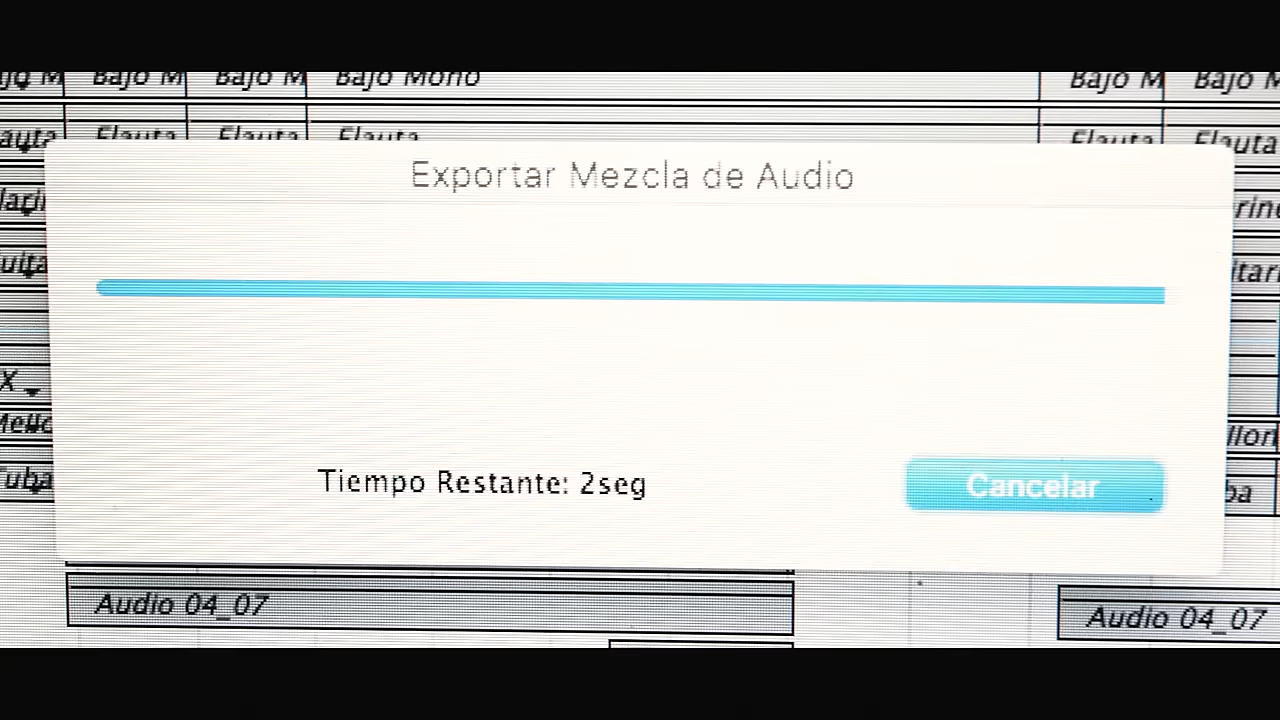 Bajo M Bajo M Bajo Mono Bajo M Bajo M
Flauta Flauta Flauta Flauta Flauta
Exportar Mezcla de Audio
X
Tiempo Restante: 2seg
Cancelar
Tuba
Audio 04_07
Audio 04_07